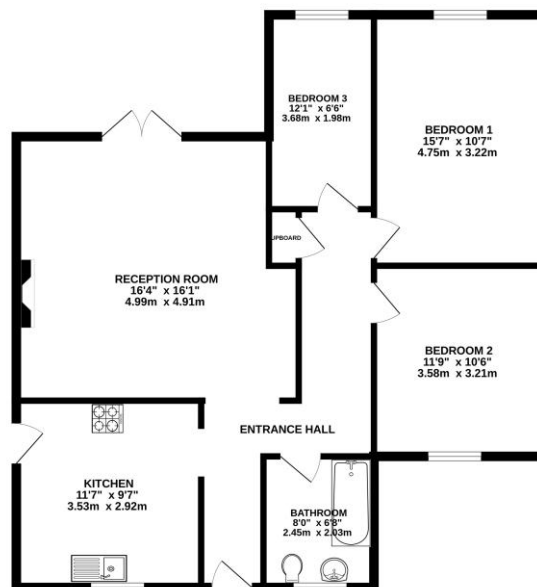 BEDROOM 3
12'1" x 6'6"
3.68m x 1.98m
BEDROOM 1
15'7" x 10'7"
4.75m x 3.22m
UPBOARD
RECEPTION ROOM
16'4" x 16'1"
4.99m x 4.91m
BEDROOM 2
11'9" x 10'6"
3.58m x 3.21m
ENTRANCE HALL
KITCHEN
11'7" x 9'7"
3.53m x 2.92m
BATHROOM
8'0" x 6'8"
2.45m x 2.03m